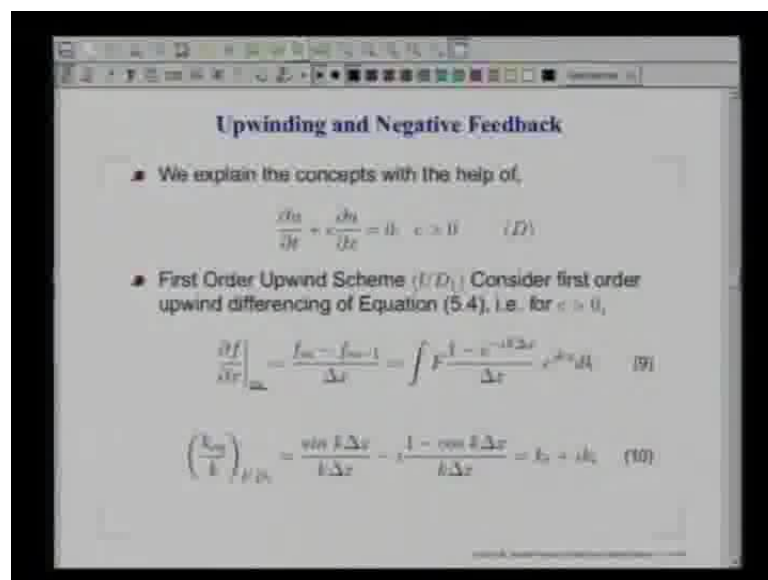 Upwinding and Negative Feedback
We explain the concepts with the help of,
∂u/∂t + c ∂u/∂x = 0  c > 0  (D)
First Order Upwind Scheme (UD₁) Consider first order
upwind differencing of Equation (5.4), i.e. for c > 0,
∂f/∂x|ₘ = (fₘ − fₘ₋₁)/Δx = ∫ F (1 − e^{−ikΔx})/Δx e^{ikx} dk (9)
(k_eq/k)_{UD₁} = sin kΔx/kΔx − i (1 − cos kΔx)/kΔx = kᵣ + ikᵢ (10)